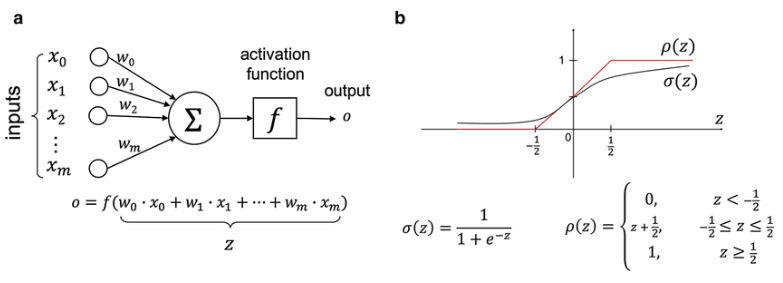 a
inputs
x₀
x₁
x₂
⋮
xₘ
w₀
w₁
w₂
wₘ
Σ
activation
function
f
output
o
o = f(w₀ · x₀ + w₁ · x₁ + ⋯ + wₘ · xₘ)
z
b
1
ρ(z)
σ(z)
z
-1/2
0
1/2
σ(z) = 1 / (1 + e⁻ᶻ)
ρ(z) = {
0, z < -1/2
z + 1/2, -1/2 ≤ z ≤ 1/2
1, z ≥ 1/2